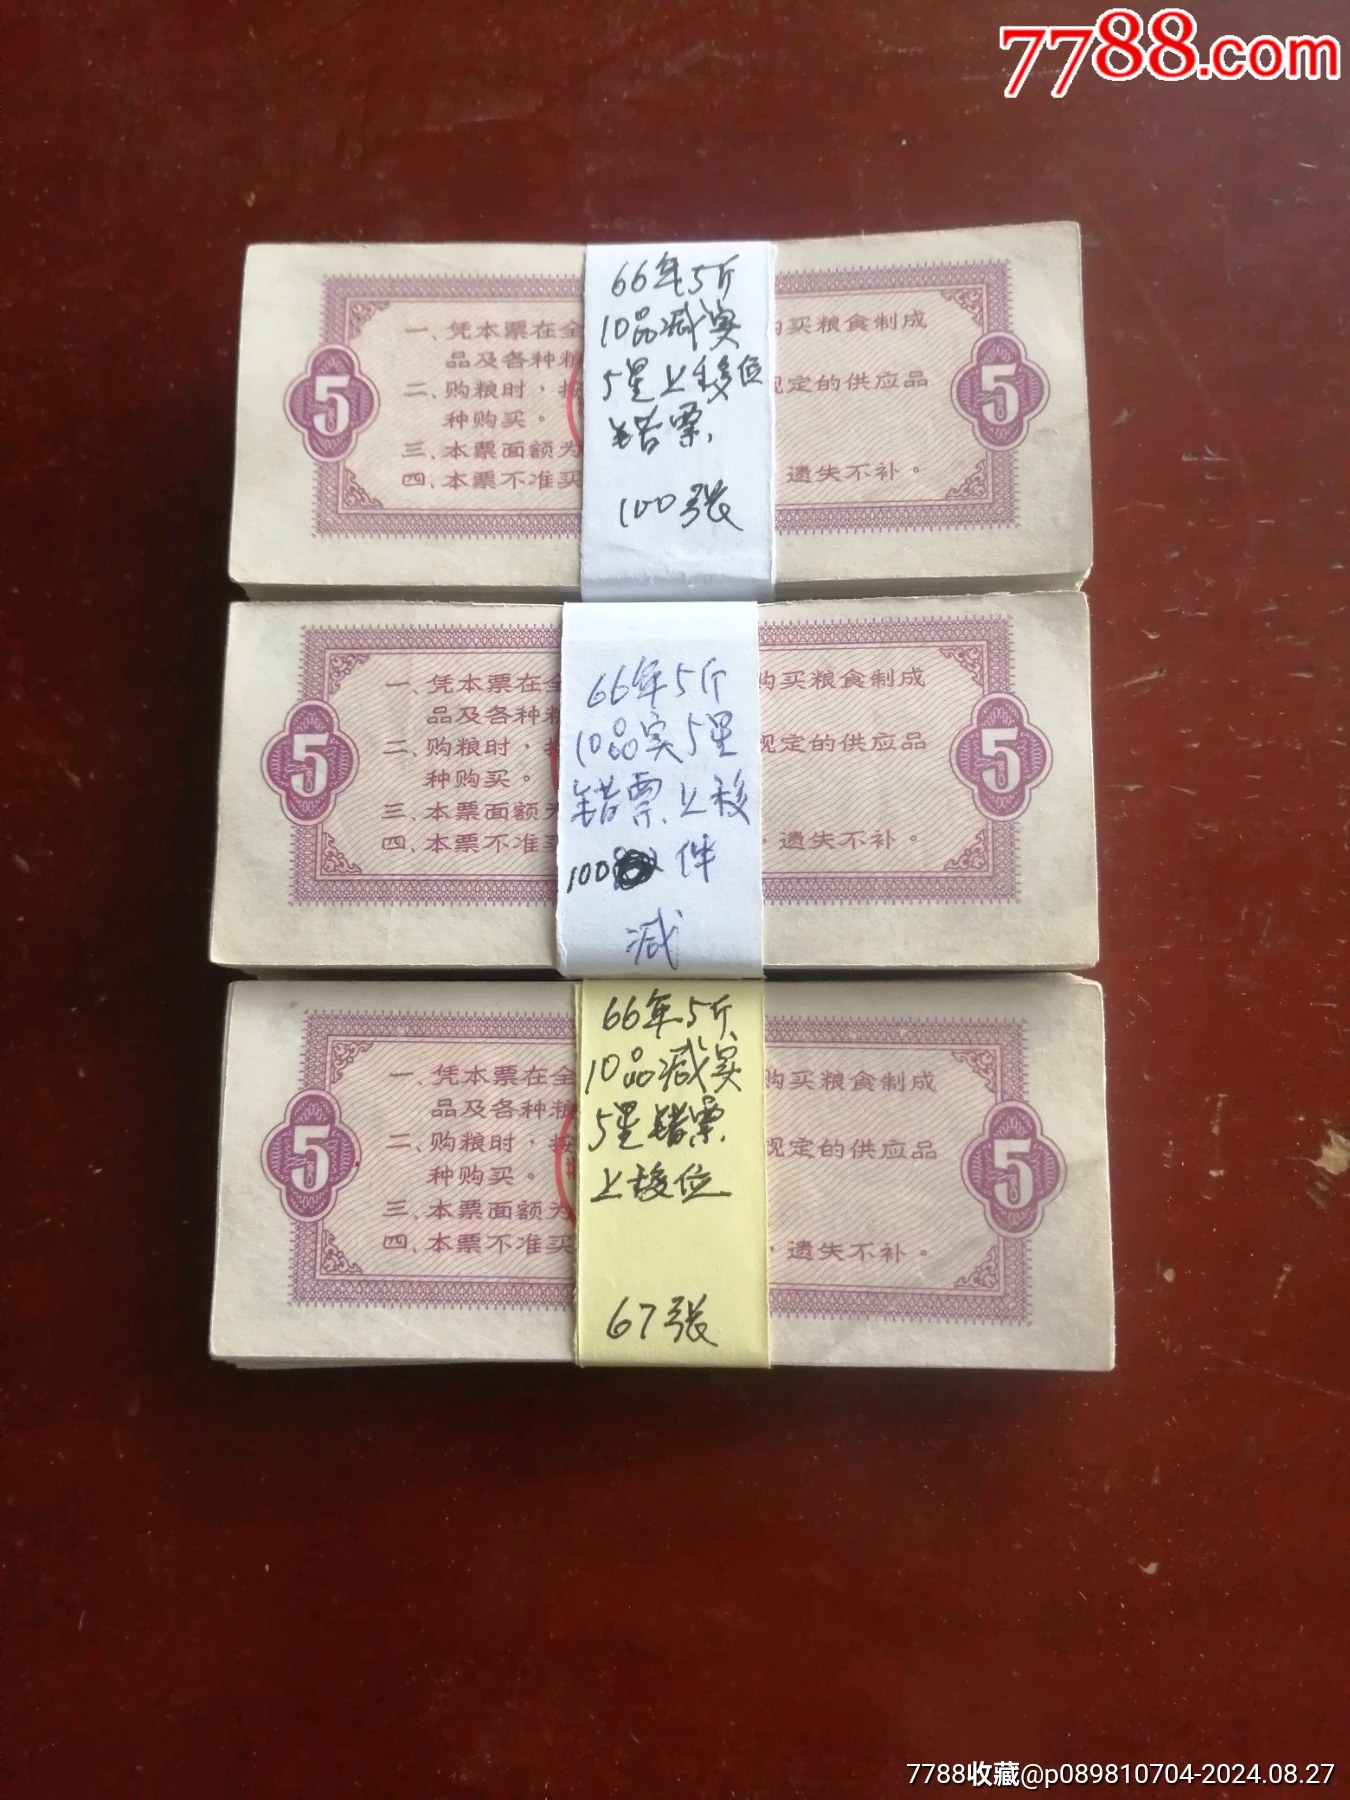 7788.com
66年5斤
10品减实
5星上移位
错票,
100张
一、凭本票在全
购买粮食制成
品及各种粮
二、购粮时，按
规定的供应品
种购买。
三、本票面额为
四、本票不准买
遗失不补。
5
5
66年5斤
10品实5星
错票上移
100件
减
一、凭本票在全
购买粮食制成
品及各种粮
二、购粮时，按
规定的供应品
种购买。
三、本票面额为
四、本票不准买
，遗失不补。
5
5
66年5斤
10品减实
5星错票
上移位
67张
一、凭本票在全
购买粮食制成
品及各种粮
二、购粮时，按
规定的供应品
种购买。
三、本票面额为
四、本票不准买
，遗失不补。
5
5
7788收藏@p089810704-2024.08.27